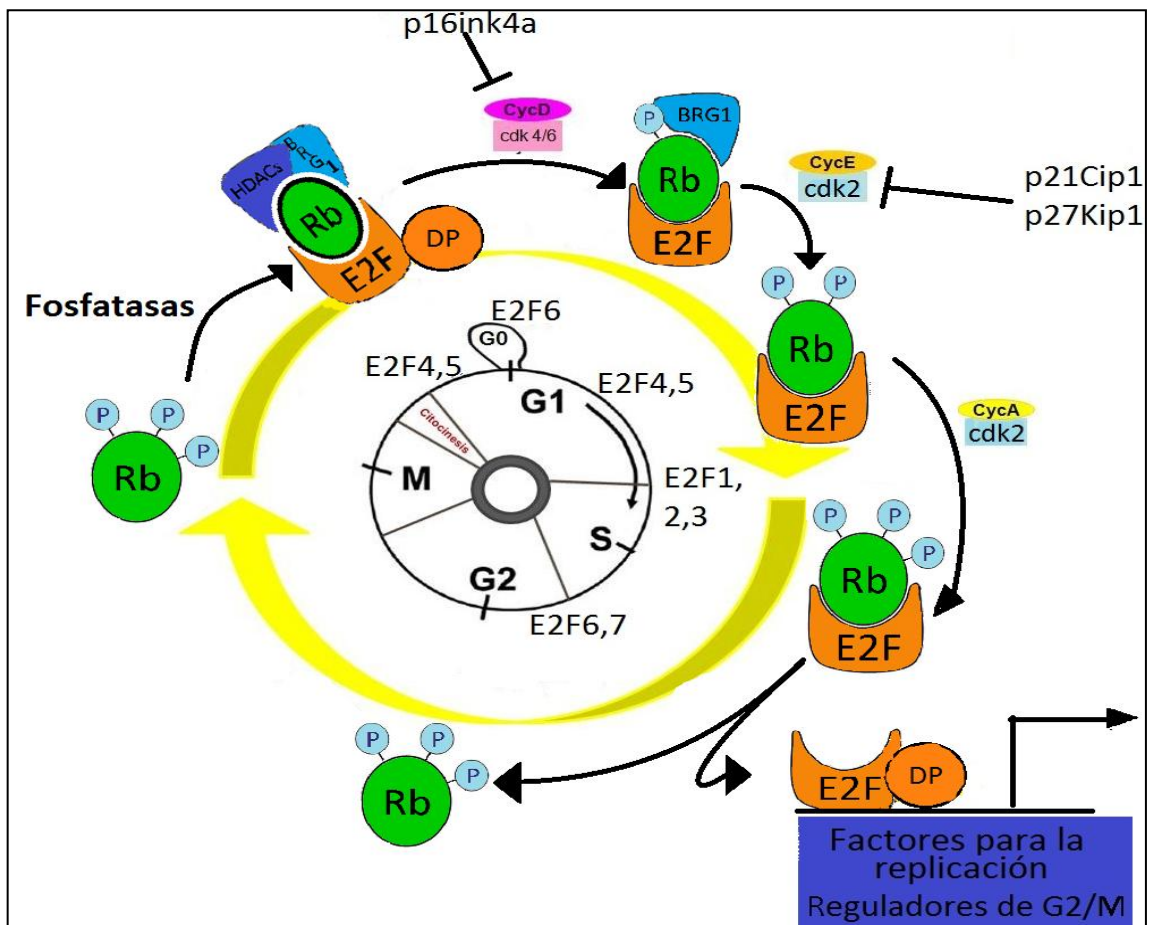 p16ink4a
CycD
cdk 4/6
P
BRG1
Rb
E2F
CycE
cdk2
p21Cip1
p27Kip1
HDACs
BRG1
Rb
E2F
DP
Fosfatasas
P
P
P
Rb
P
P
Rb
E2F
CycA
cdk2
E2F6
G0
E2F4,5
E2F4,5
G1
Citocinesis
M
E2F1,
2,3
S
G2
E2F6,7
P
P
P
Rb
E2F
P
P
P
Rb
E2F
DP
Factores para la
replicación
Reguladores de G2/M